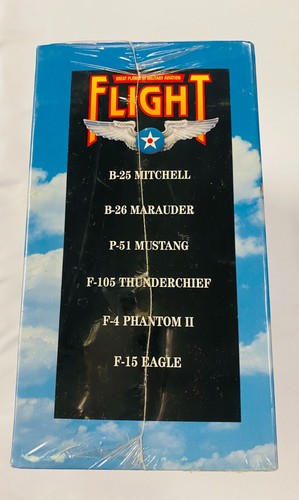 GREAT PLANES OF MILITARY AVIATION
FLIGHT
B-25 MITCHELL
B-26 MARAUDER
P-51 MUSTANG
F-105 THUNDERCHIEF
F-4 PHANTOM II
F-15 EAGLE